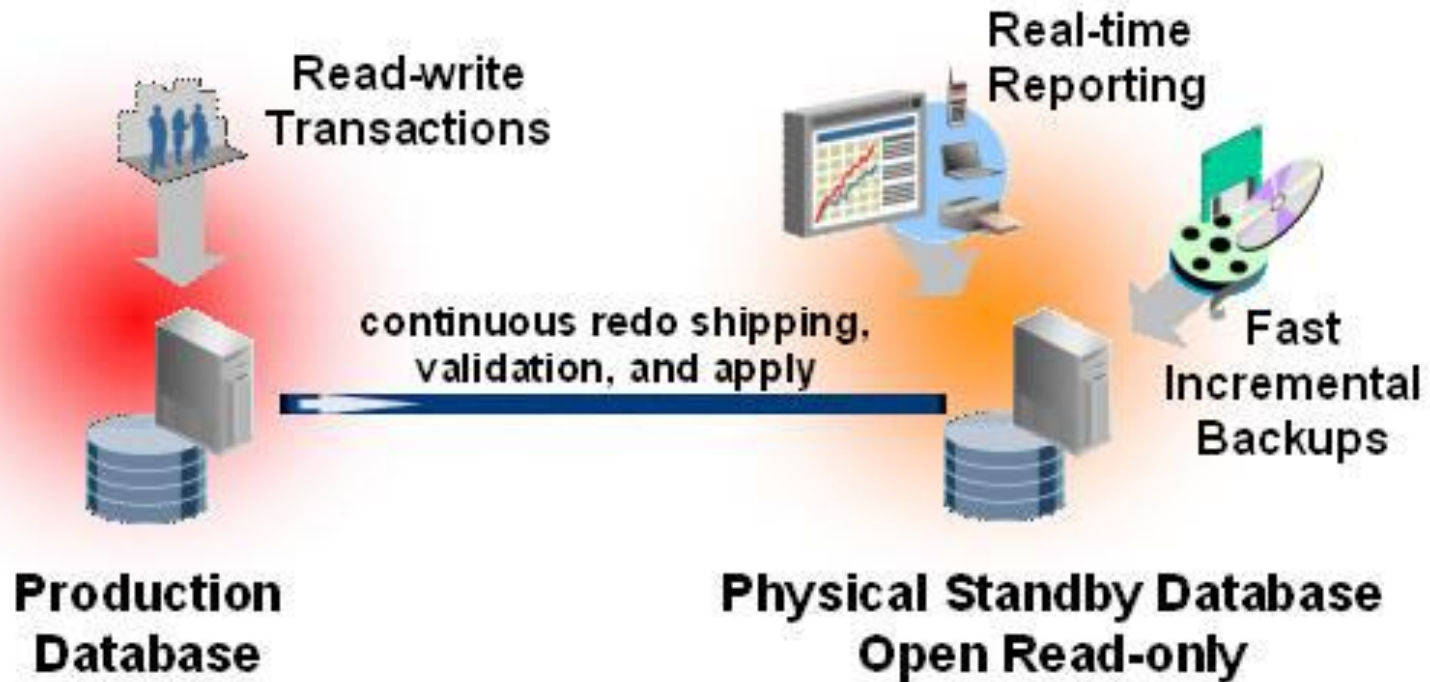 Read-write
Transactions
Real-time
Reporting
continuous redo shipping,
validation, and apply
Fast
Incremental
Backups
Production
Database
Physical Standby Database
Open Read-only